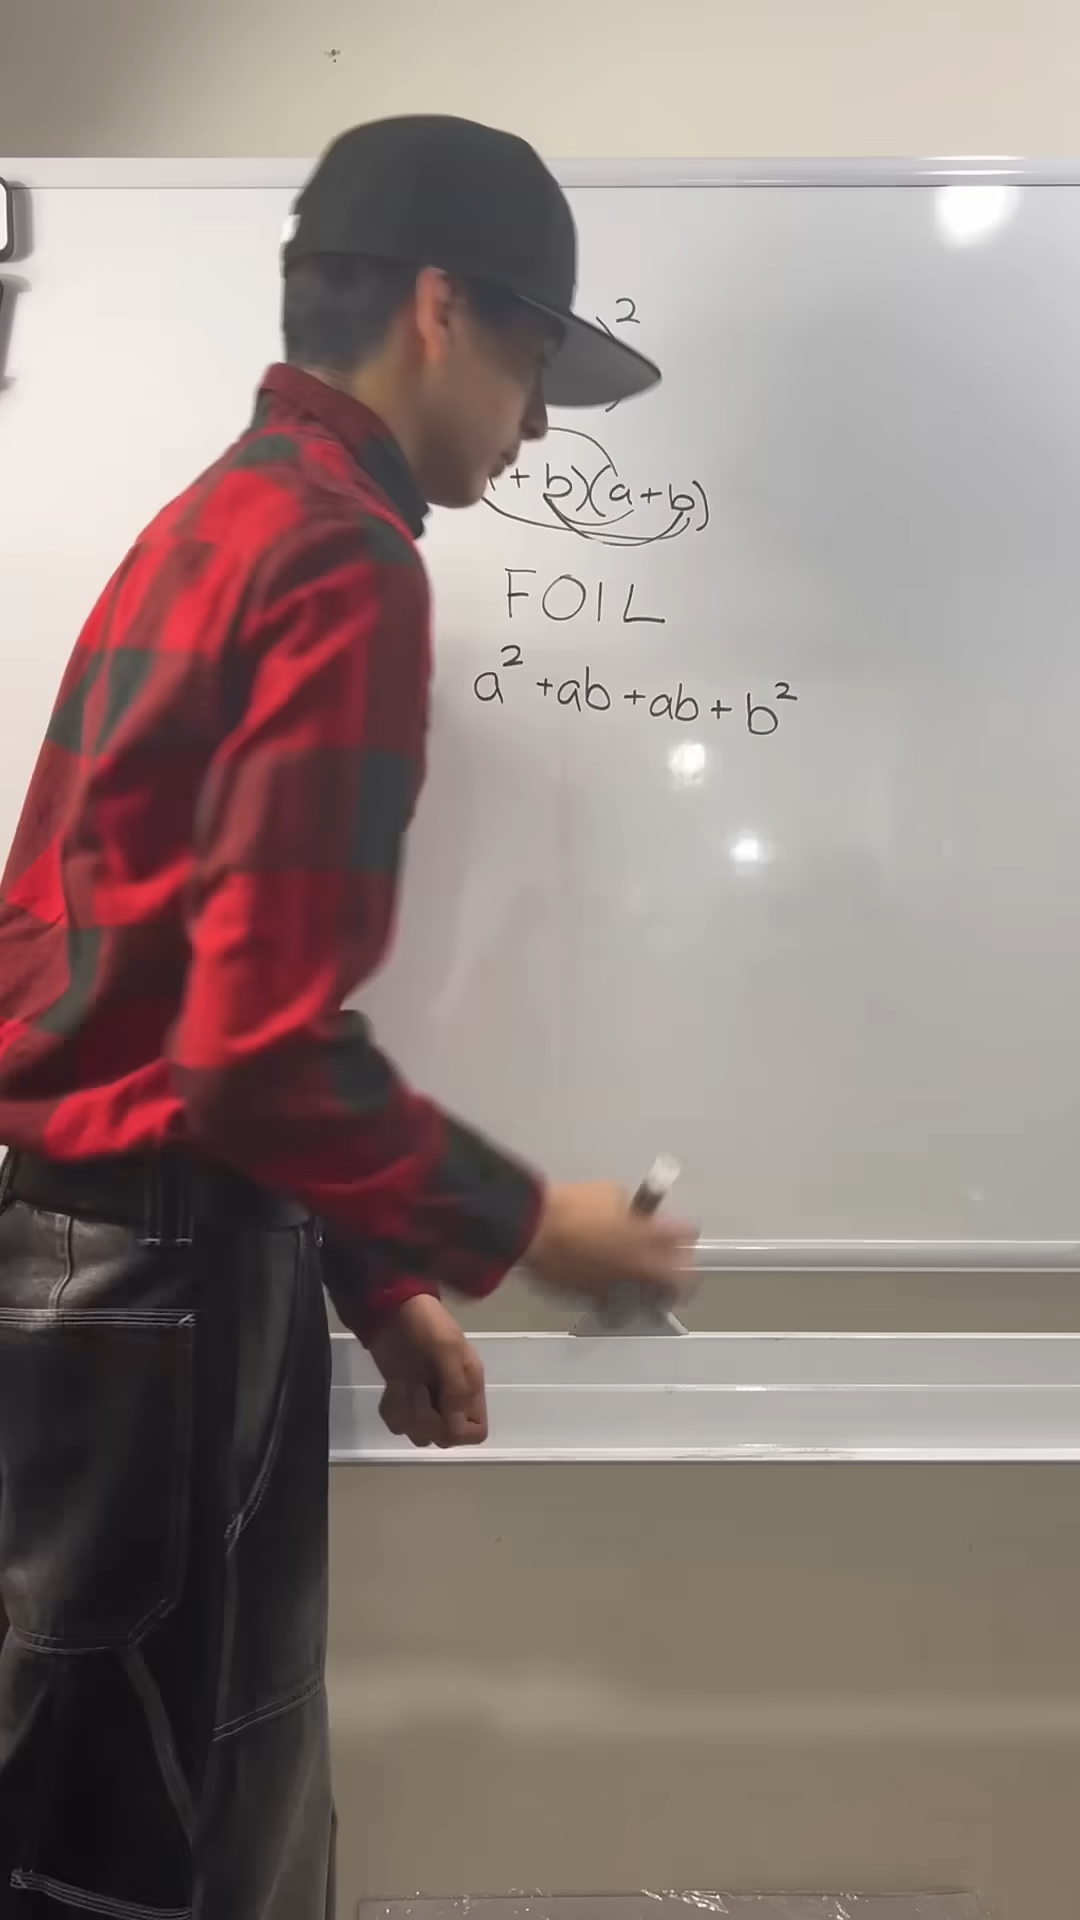 )²
+ b)(a+b)
FOIL
a² +ab +ab + b²